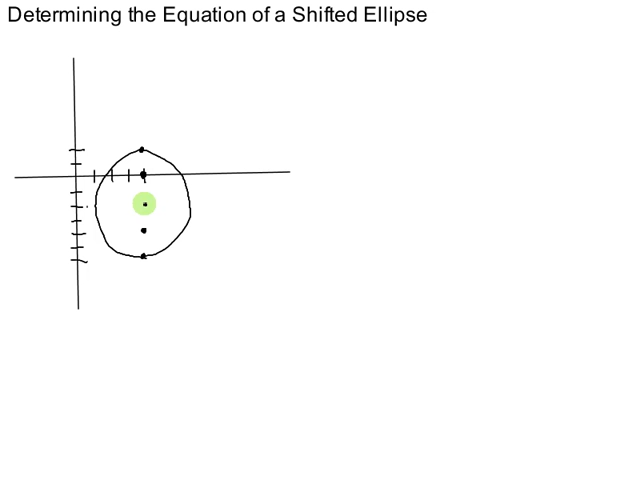 Determining the Equation of a Shifted Ellipse